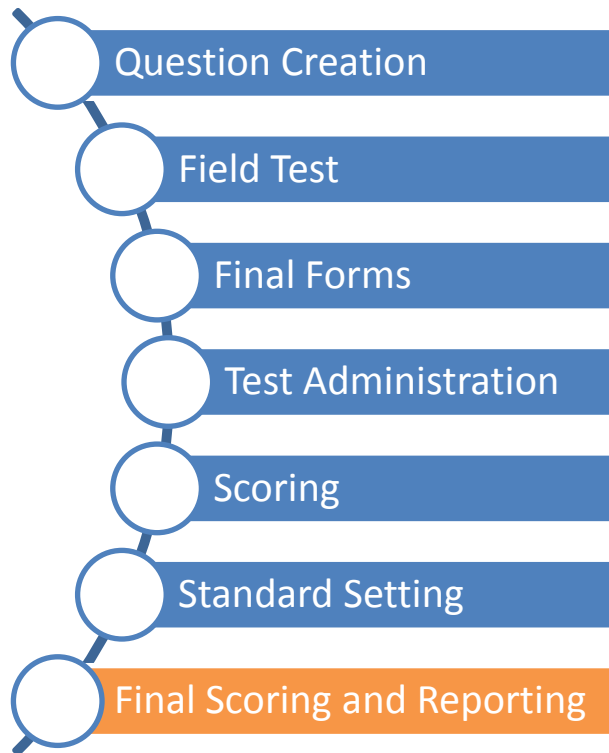 Question Creation
Field Test
Final Forms
Test Administration
Scoring
Standard Setting
Final Scoring and Reporting